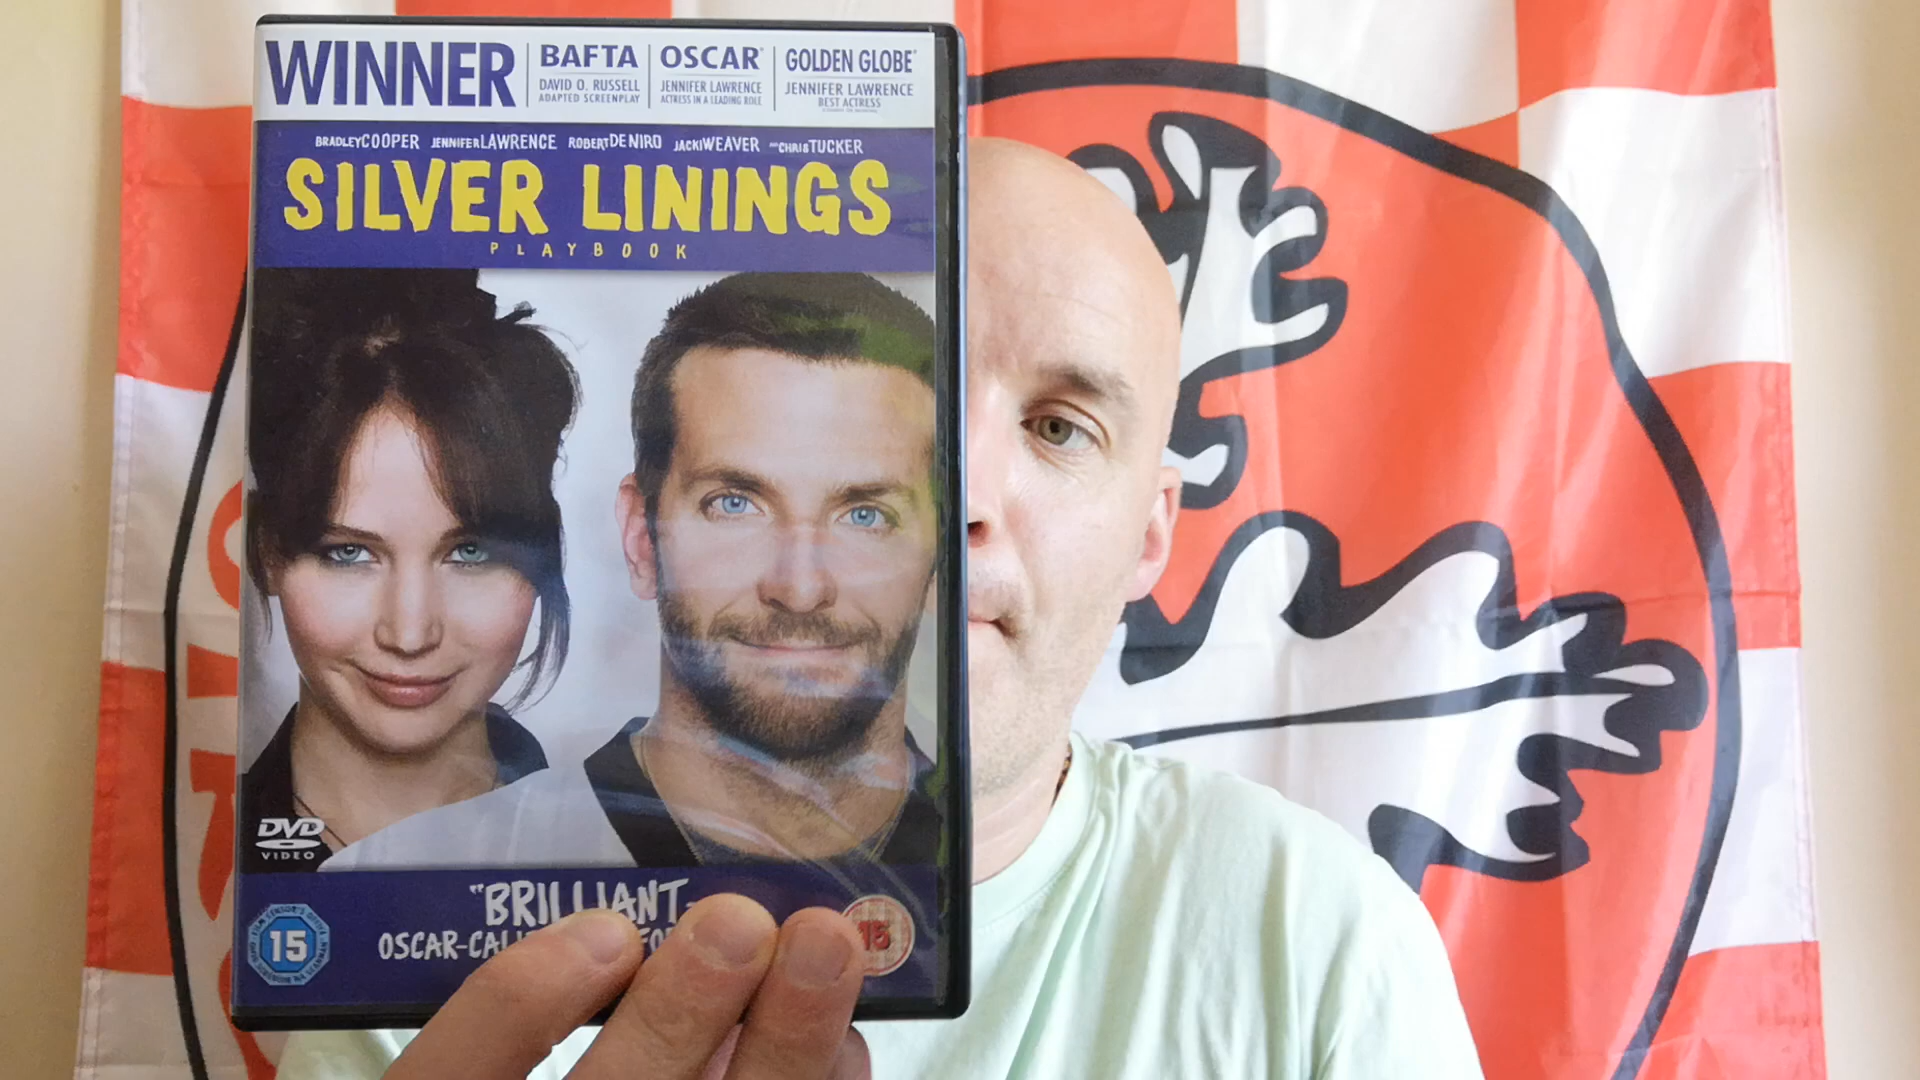 WINNER
BAFTA
DAVID O. RUSSELL
ADAPTED SCREENPLAY
OSCAR®
JENNIFER LAWRENCE
ACTRESS IN A LEADING ROLE
GOLDEN GLOBE®
JENNIFER LAWRENCE
BEST ACTRESS
BRADLEY COOPER JENNIFER LAWRENCE ROBERT DE NIRO JACKI WEAVER AND CHRIS TUCKER
SILVER LININGS
PLAYBOOK
DVD
VIDEO
"BRILLIANT-
15
15